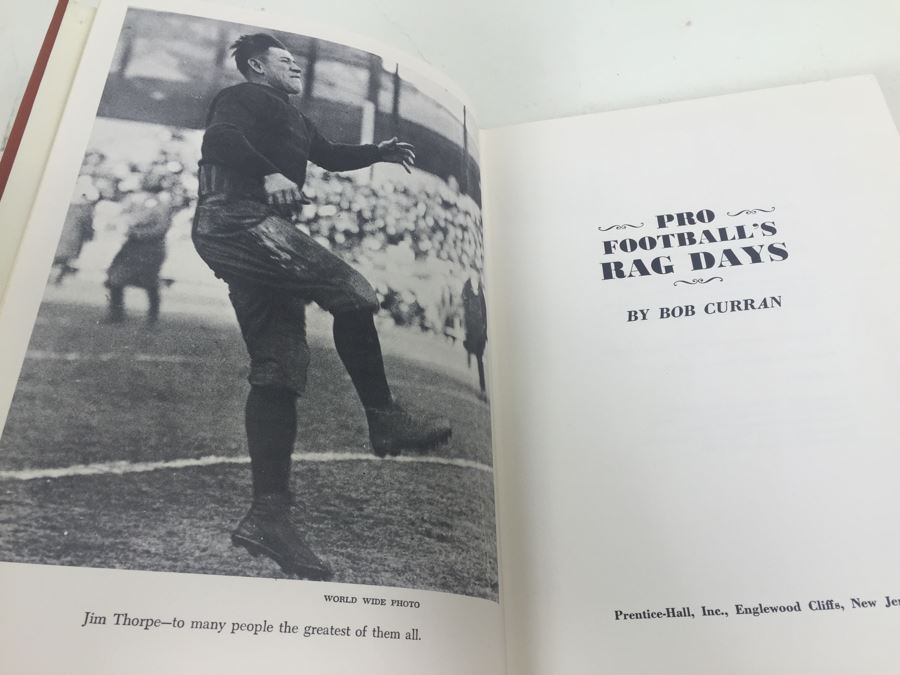 WORLD WIDE PHOTO
Jim Thorpe—to many people the greatest of them all.
PRO
FOOTBALL'S
RAG DAYS
BY BOB CURRAN
Prentice-Hall, Inc., Englewood Cliffs, New Jer